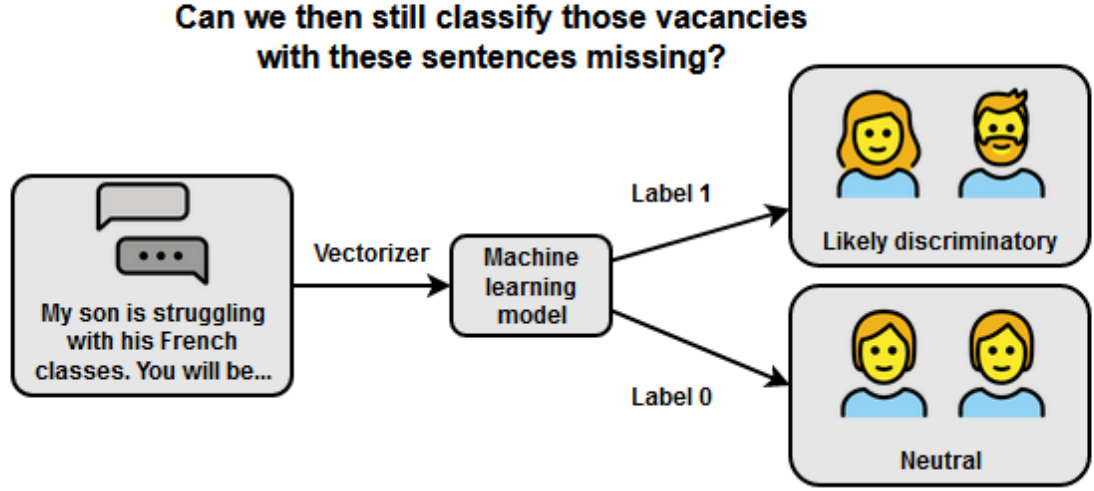 Can we then still classify those vacancies
with these sentences missing?
My son is struggling
with his French
classes. You will be...
Vectorizer
Machine
learning
model
Label 1
Likely discriminatory
Label 0
Neutral